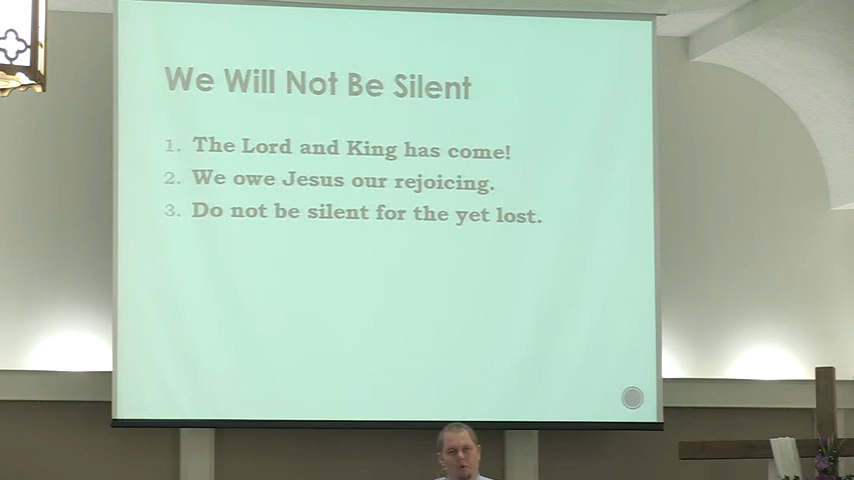 We Will Not Be Silent
1. The Lord and King has come!
2. We owe Jesus our rejoicing.
3. Do not be silent for the yet lost.